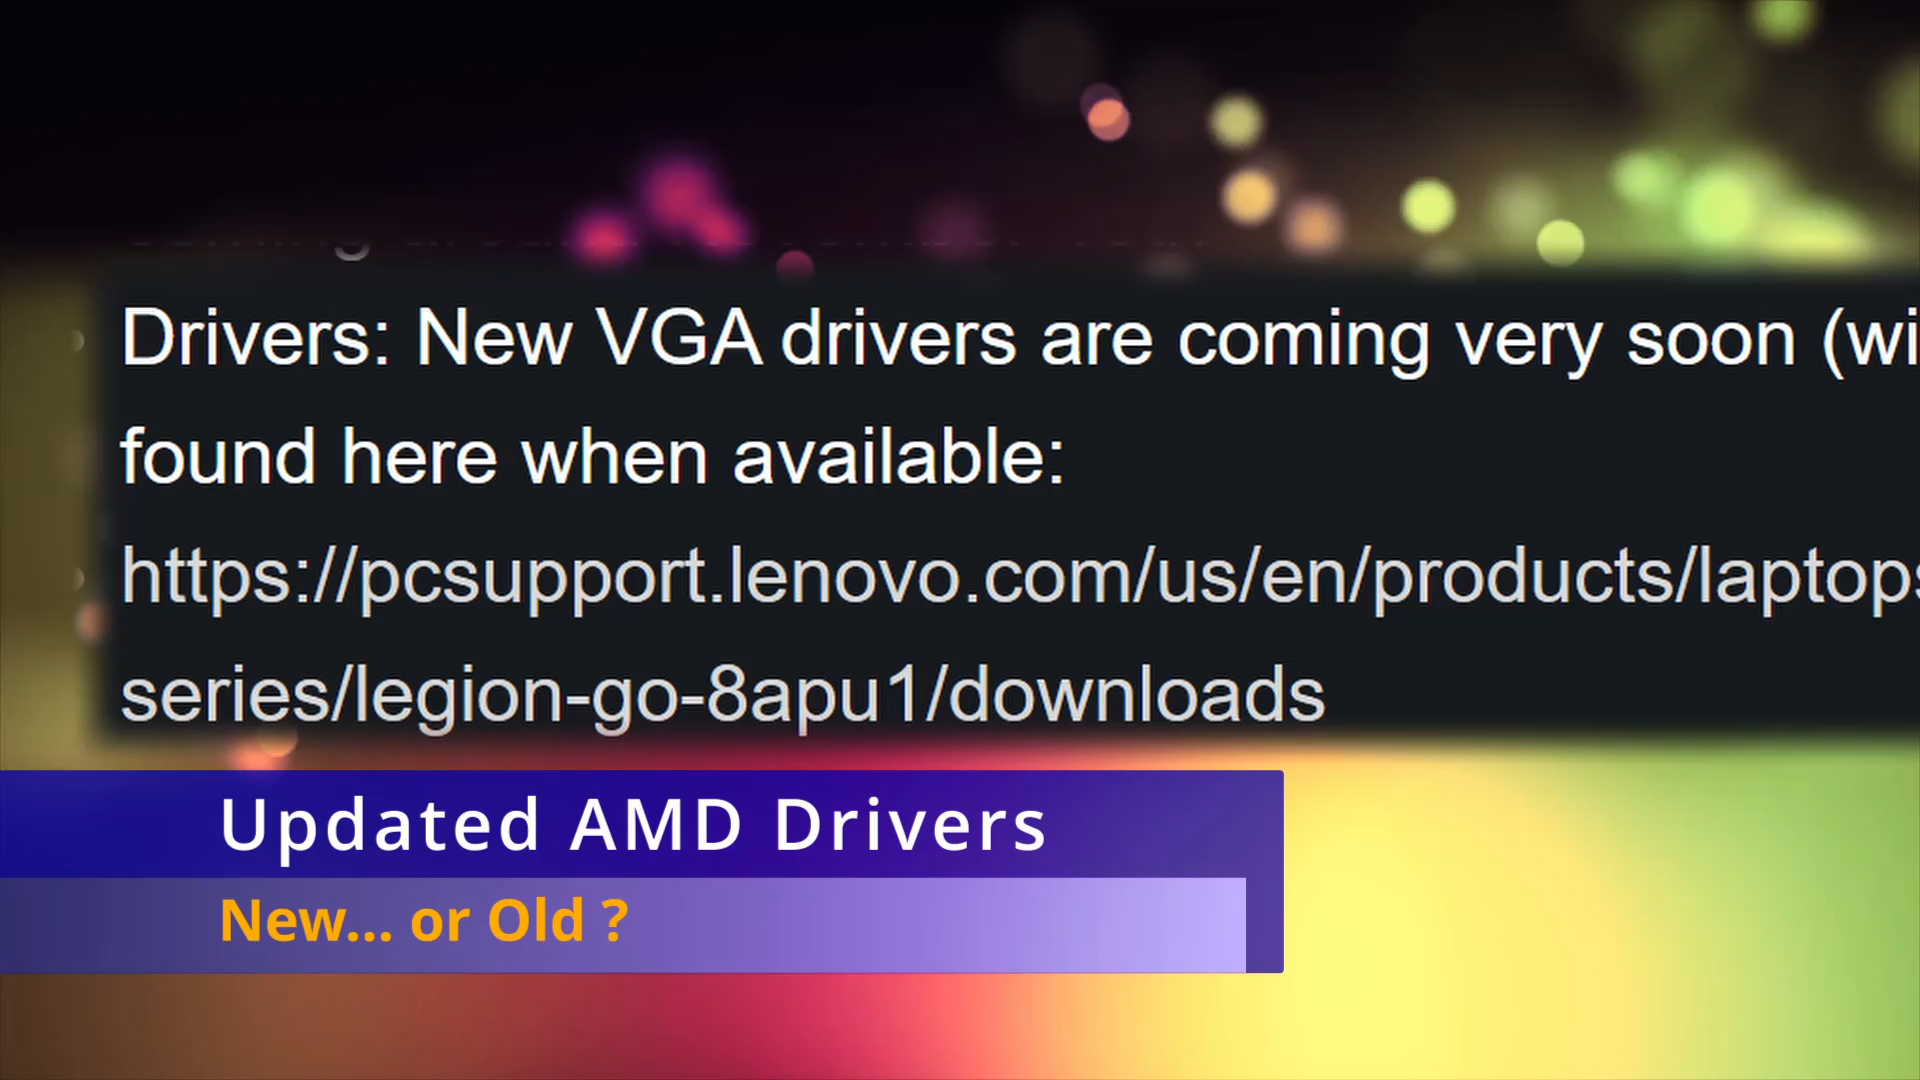 Drivers: New VGA drivers are coming very soon (wi
found here when available:
https://pcsupport.lenovo.com/us/en/products/laptops
series/legion-go-8apu1/downloads
Updated AMD Drivers
New... or Old ?